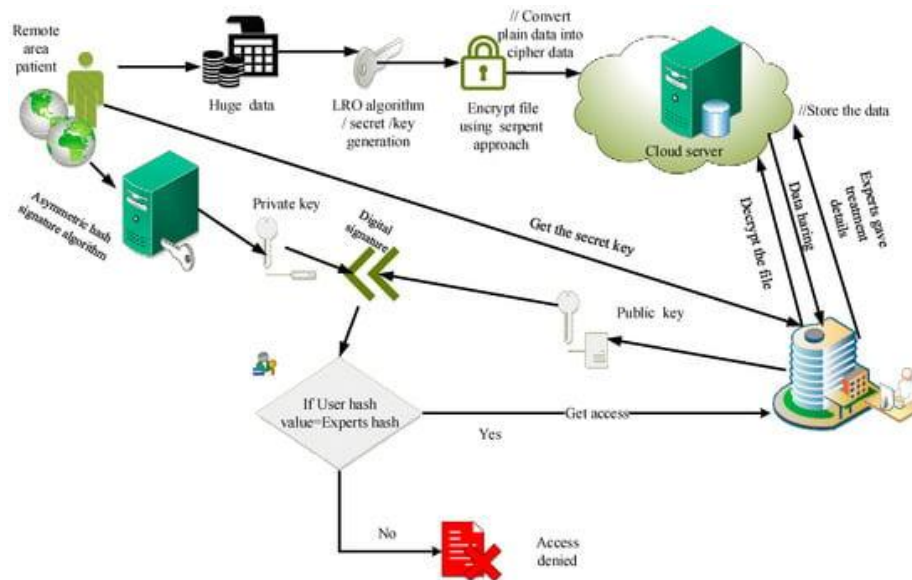 Remote
area
patient
Huge data
LRO algorithm
/ secret /key
generation
// Convert
plain data into
cipher data
Encrypt file
using serpent
approach
Cloud server
//Store the data
Asymmetric hash
signature algorithm
Private key
Digital
signature
Get the secret key
Decrypt the file
Data haring
Experts gave
treatment
details
Public key
If User hash
value=Experts hash
Get access
Yes
No
Access
denied